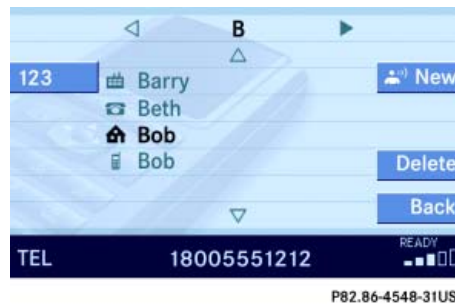 B
123
Barry
New
Beth
Bob
Bob
Delete
Back
TEL 18005551212 READY
P82.86-4548-31US